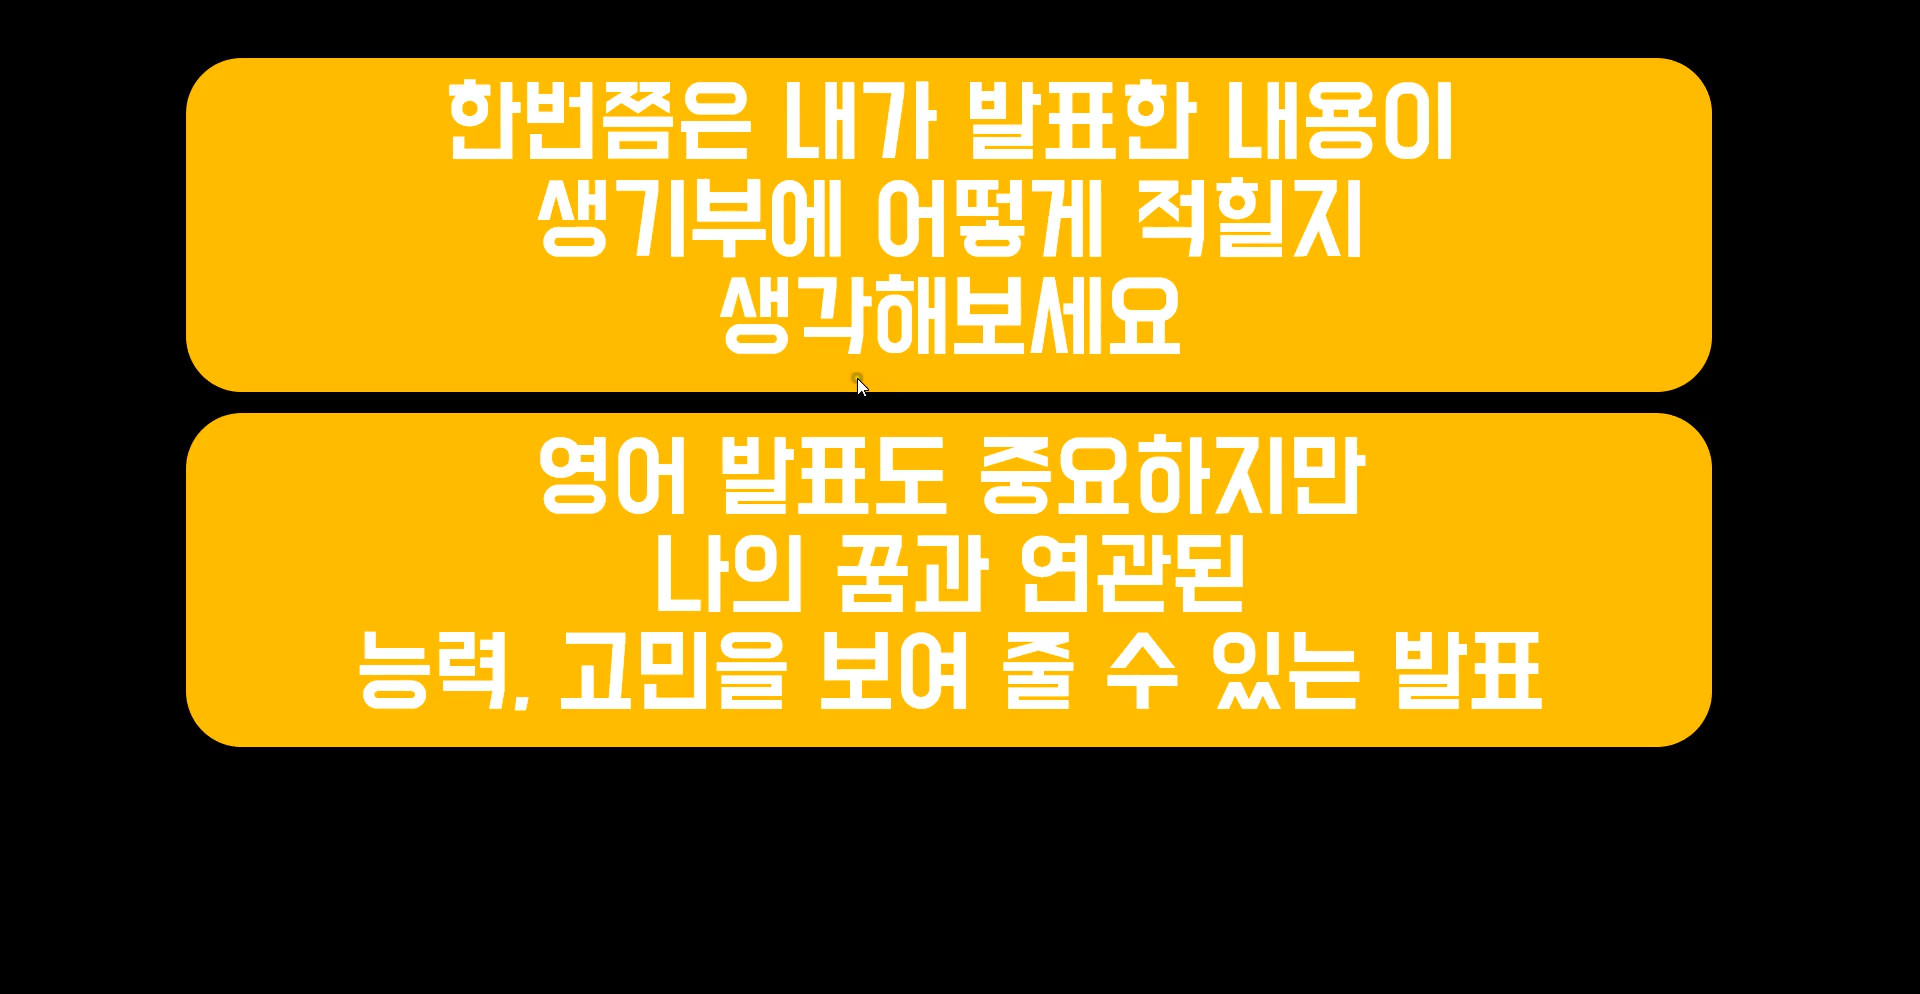 한번쯤은 내가 발표한 내용이
생기부에 어떻게 적힐지
생각해보세요
영어 발표도 중요하지만
나의 꿈과 연관된
능력, 고민을 보여 줄 수 있는 발표